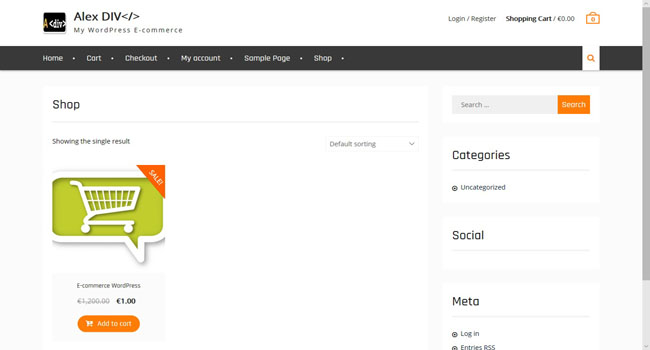 A <div>
Alex DIV</>
My WordPress E-commerce
Login / Register
Shopping Cart / €0.00
0
Home
Cart
Checkout
My account
Sample Page
Shop
Shop
Showing the single result
Default sorting
SALE!
E-commerce WordPress
€1,200.00 €1.00
Add to cart
Search ...
Search
Categories
Uncategorized
Social
Meta
Log in
Entries RSS